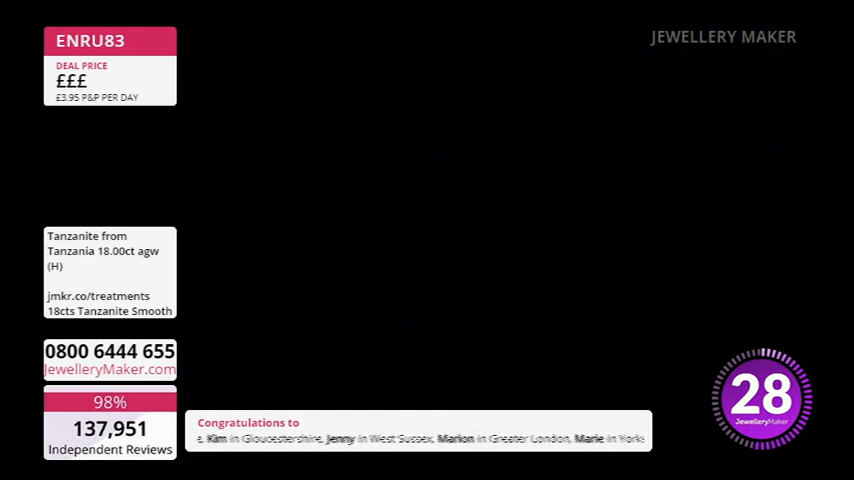 ENRU83
DEAL PRICE
£££
£3.95 P&P PER DAY
JEWELLERY MAKER
Tanzanite from
Tanzania 18.00ct agw
(H)
jmkr.co/treatments
18cts Tanzanite Smooth
0800 6444 655
JewelleryMaker.com
98%
137,951
Independent Reviews
Congratulations to
Kim in Gloucestershire, Jenny in West Sussex, Marion in Greater London, Marie in Yorks
28
JewelleryMaker